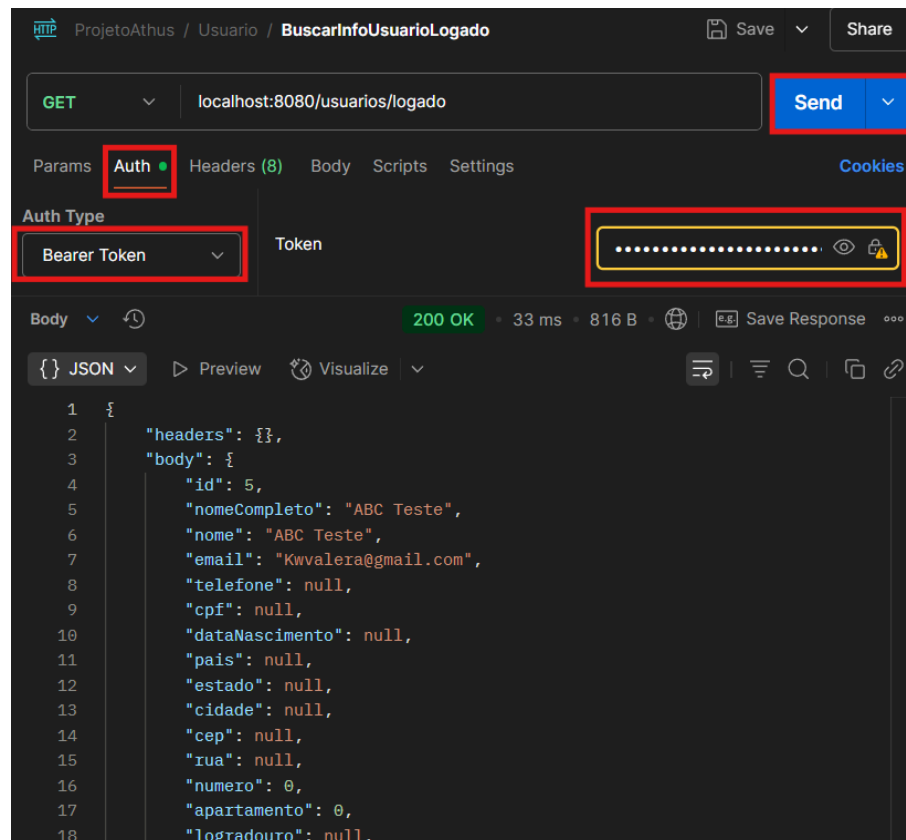 HTTP ProjetoAthus / Usuario / BuscarInfoUsuarioLogado Save Share
GET localhost:8080/usuarios/logado Send
Params Auth Headers (8) Body Scripts Settings Cookies
Auth Type
Bearer Token Token ••••••••••••••••••••••
Body 200 OK • 33 ms • 816 B • e.g. Save Response ooo
{} JSON Preview Visualize
1 {
2 "headers": {},
3 "body": {
4 "id": 5,
5 "nomeCompleto": "ABC Teste",
6 "nome": "ABC Teste",
7 "email": "Kwvalera@gmail.com",
8 "telefone": null,
9 "cpf": null,
10 "dataNascimento": null,
11 "pais": null,
12 "estado": null,
13 "cidade": null,
14 "cep": null,
15 "rua": null,
16 "numero": 0,
17 "apartamento": 0,
18 "logradouro": null,